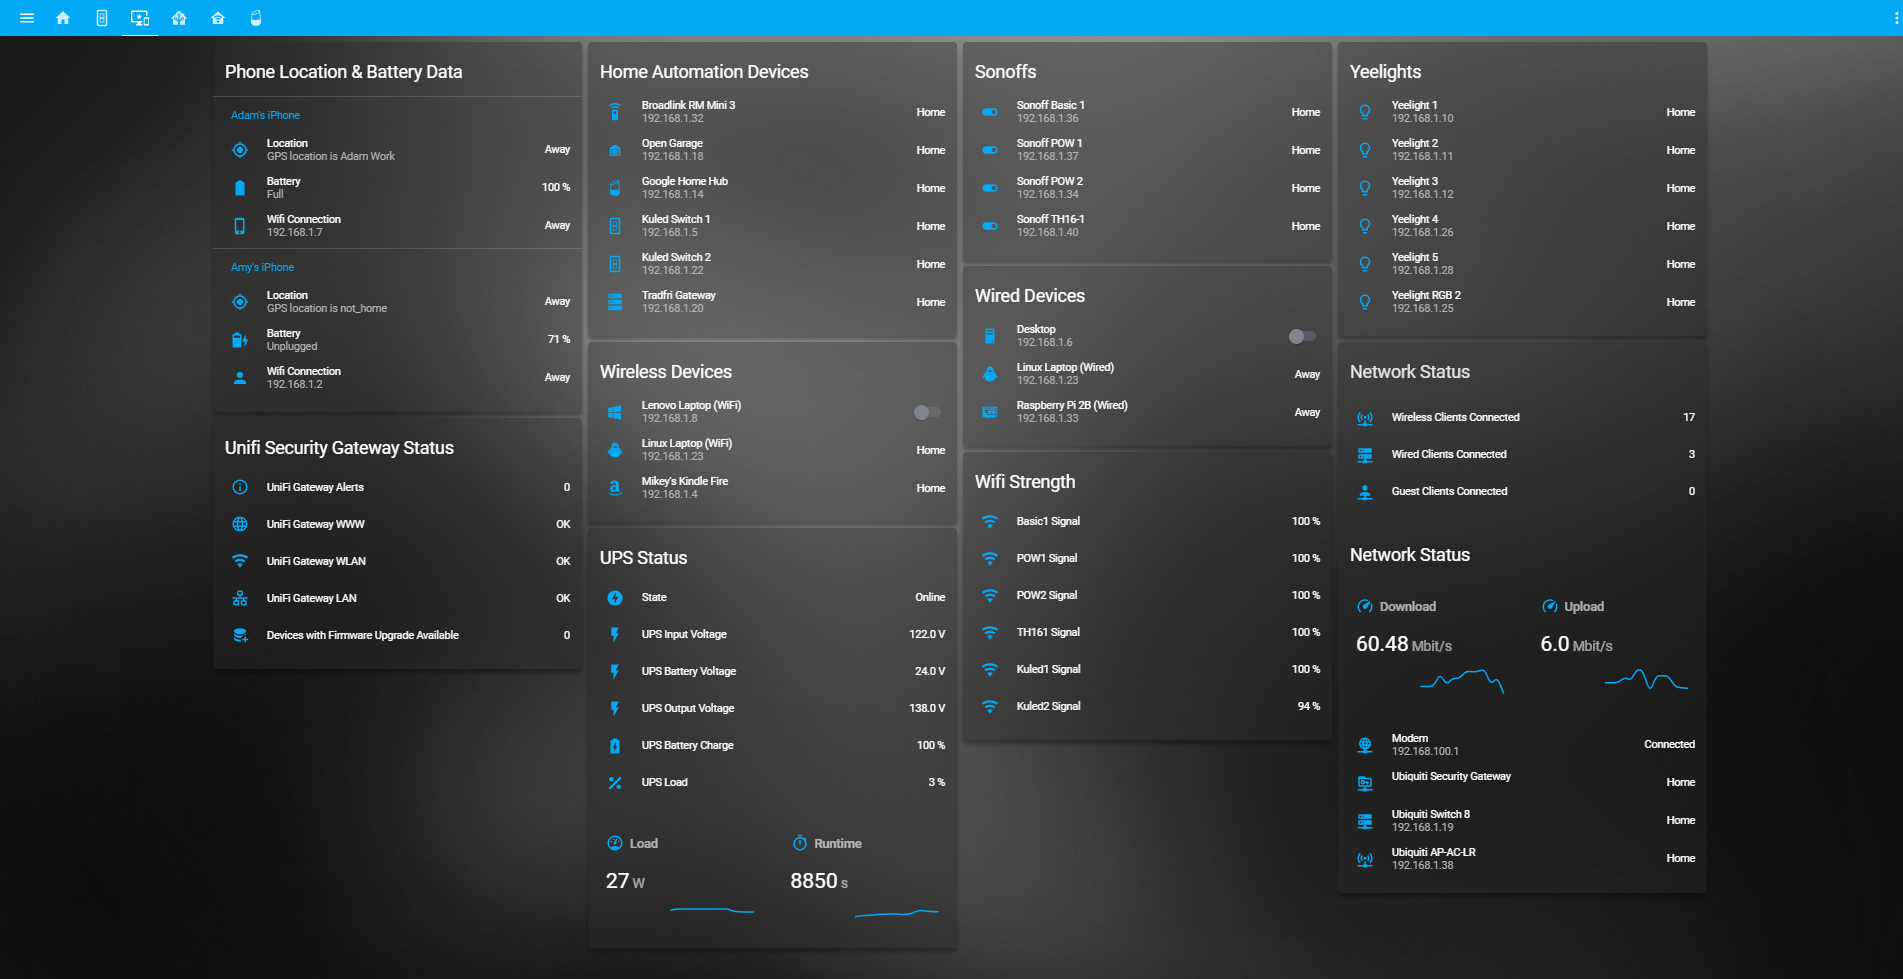 Phone Location & Battery Data
Adam's iPhone
Location
GPS location is Adam Work
Away
Battery
Full
100 %
Wifi Connection
192.168.1.7
Away
Amy's iPhone
Location
GPS location is not_home
Away
Battery
Unplugged
71 %
Wifi Connection
192.168.1.2
Away
Unifi Security Gateway Status
UniFi Gateway Alerts
0
UniFi Gateway WWW
OK
UniFi Gateway WLAN
OK
UniFi Gateway LAN
OK
Devices with Firmware Upgrade Available
0
Home Automation Devices
Broadlink RM Mini 3
192.168.1.32
Home
Open Garage
192.168.1.18
Home
Google Home Hub
192.168.1.14
Home
Kuled Switch 1
192.168.1.5
Home
Kuled Switch 2
192.168.1.22
Home
Tradfri Gateway
192.168.1.20
Home
Wireless Devices
Lenovo Laptop (WiFi)
192.168.1.8
Linux Laptop (WiFi)
192.168.1.23
Home
Mikey's Kindle Fire
192.168.1.4
Home
UPS Status
State
Online
UPS Input Voltage
122.0 V
UPS Battery Voltage
24.0 V
UPS Output Voltage
138.0 V
UPS Battery Charge
100 %
UPS Load
3 %
Load
27 W
Runtime
8850 s
Sonoffs
Sonoff Basic 1
192.168.1.36
Home
Sonoff POW 1
192.168.1.37
Home
Sonoff POW 2
192.168.1.34
Home
Sonoff TH16-1
192.168.1.40
Home
Wired Devices
Desktop
192.168.1.6
Linux Laptop (Wired)
192.168.1.23
Away
Raspberry Pi 2B (Wired)
192.168.1.33
Away
Wifi Strength
Basic1 Signal
100 %
POW1 Signal
100 %
POW2 Signal
100 %
TH161 Signal
100 %
Kuled1 Signal
100 %
Kuled2 Signal
94 %
Yeelights
Yeelight 1
192.168.1.10
Home
Yeelight 2
192.168.1.11
Home
Yeelight 3
192.168.1.12
Home
Yeelight 4
192.168.1.26
Home
Yeelight 5
192.168.1.28
Home
Yeelight RGB 2
192.168.1.25
Home
Network Status
Wireless Clients Connected
17
Wired Clients Connected
3
Guest Clients Connected
0
Network Status
Download
60.48 Mbit/s
Upload
6.0 Mbit/s
Modem
192.168.100.1
Connected
Ubiquiti Security Gateway
Home
Ubiquiti Switch 8
192.168.1.19
Home
Ubiquiti AP-AC-LR
192.168.1.38
Home